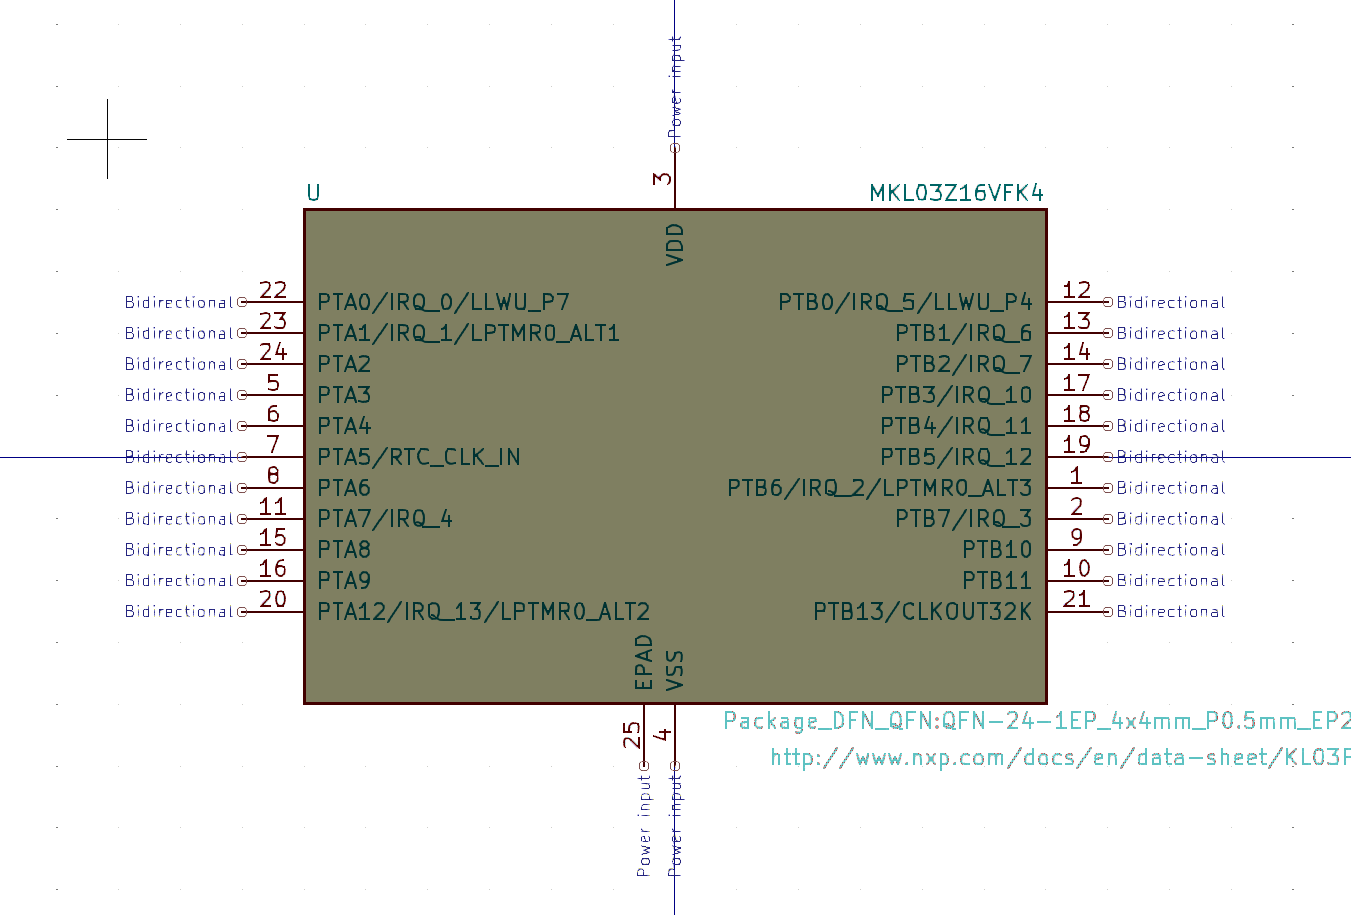 Power input
3
U MKL03Z16VFK4
VDD
Bidirectional 22 PTA0/IRQ_0/LLWU_P7 PTB0/IRQ_5/LLWU_P4 12 Bidirectional
Bidirectional 23 PTA1/IRQ_1/LPTMR0_ALT1 PTB1/IRQ_6 13 Bidirectional
Bidirectional 24 PTA2 PTB2/IRQ_7 14 Bidirectional
Bidirectional 5 PTA3 PTB3/IRQ_10 17 Bidirectional
Bidirectional 6 PTA4 PTB4/IRQ_11 18 Bidirectional
Bidirectional 7 PTA5/RTC_CLK_IN PTB5/IRQ_12 19 Bidirectional
Bidirectional 8 PTA6 PTB6/IRQ_2/LPTMR0_ALT3 1 Bidirectional
Bidirectional 11 PTA7/IRQ_4 PTB7/IRQ_3 2 Bidirectional
Bidirectional 15 PTA8 PTB10 9 Bidirectional
Bidirectional 16 PTA9 PTB11 10 Bidirectional
Bidirectional 20 PTA12/IRQ_13/LPTMR0_ALT2 PTB13/CLKOUT32K 21 Bidirectional
EPAD VSS
25 4
Package_DFN_QFN:QFN-24-1EP_4x4mm_P0.5mm_EP2
http://www.nxp.com/docs/en/data-sheet/KL03P
Power input Power input